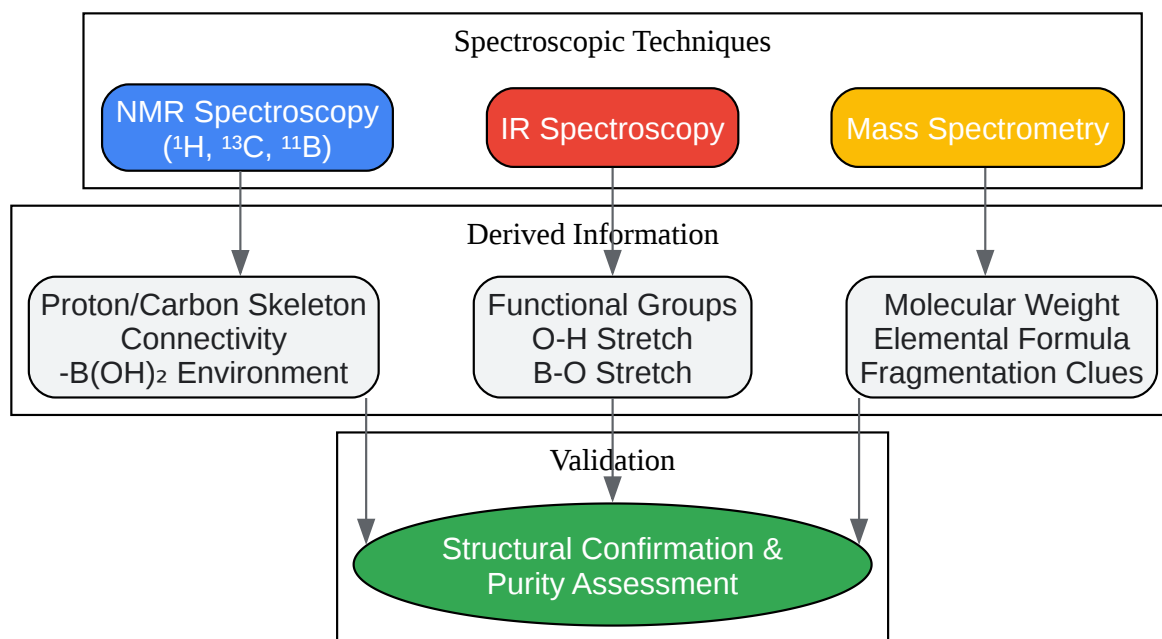 Spectroscopic Techniques
NMR Spectroscopy
(¹H, ¹³C, ¹¹B)
IR Spectroscopy
Mass Spectrometry
Derived Information
Proton/Carbon Skeleton
Connectivity
-B(OH)₂ Environment
Functional Groups
O-H Stretch
B-O Stretch
Molecular Weight
Elemental Formula
Fragmentation Clues
Validation
Structural Confirmation &
Purity Assessment